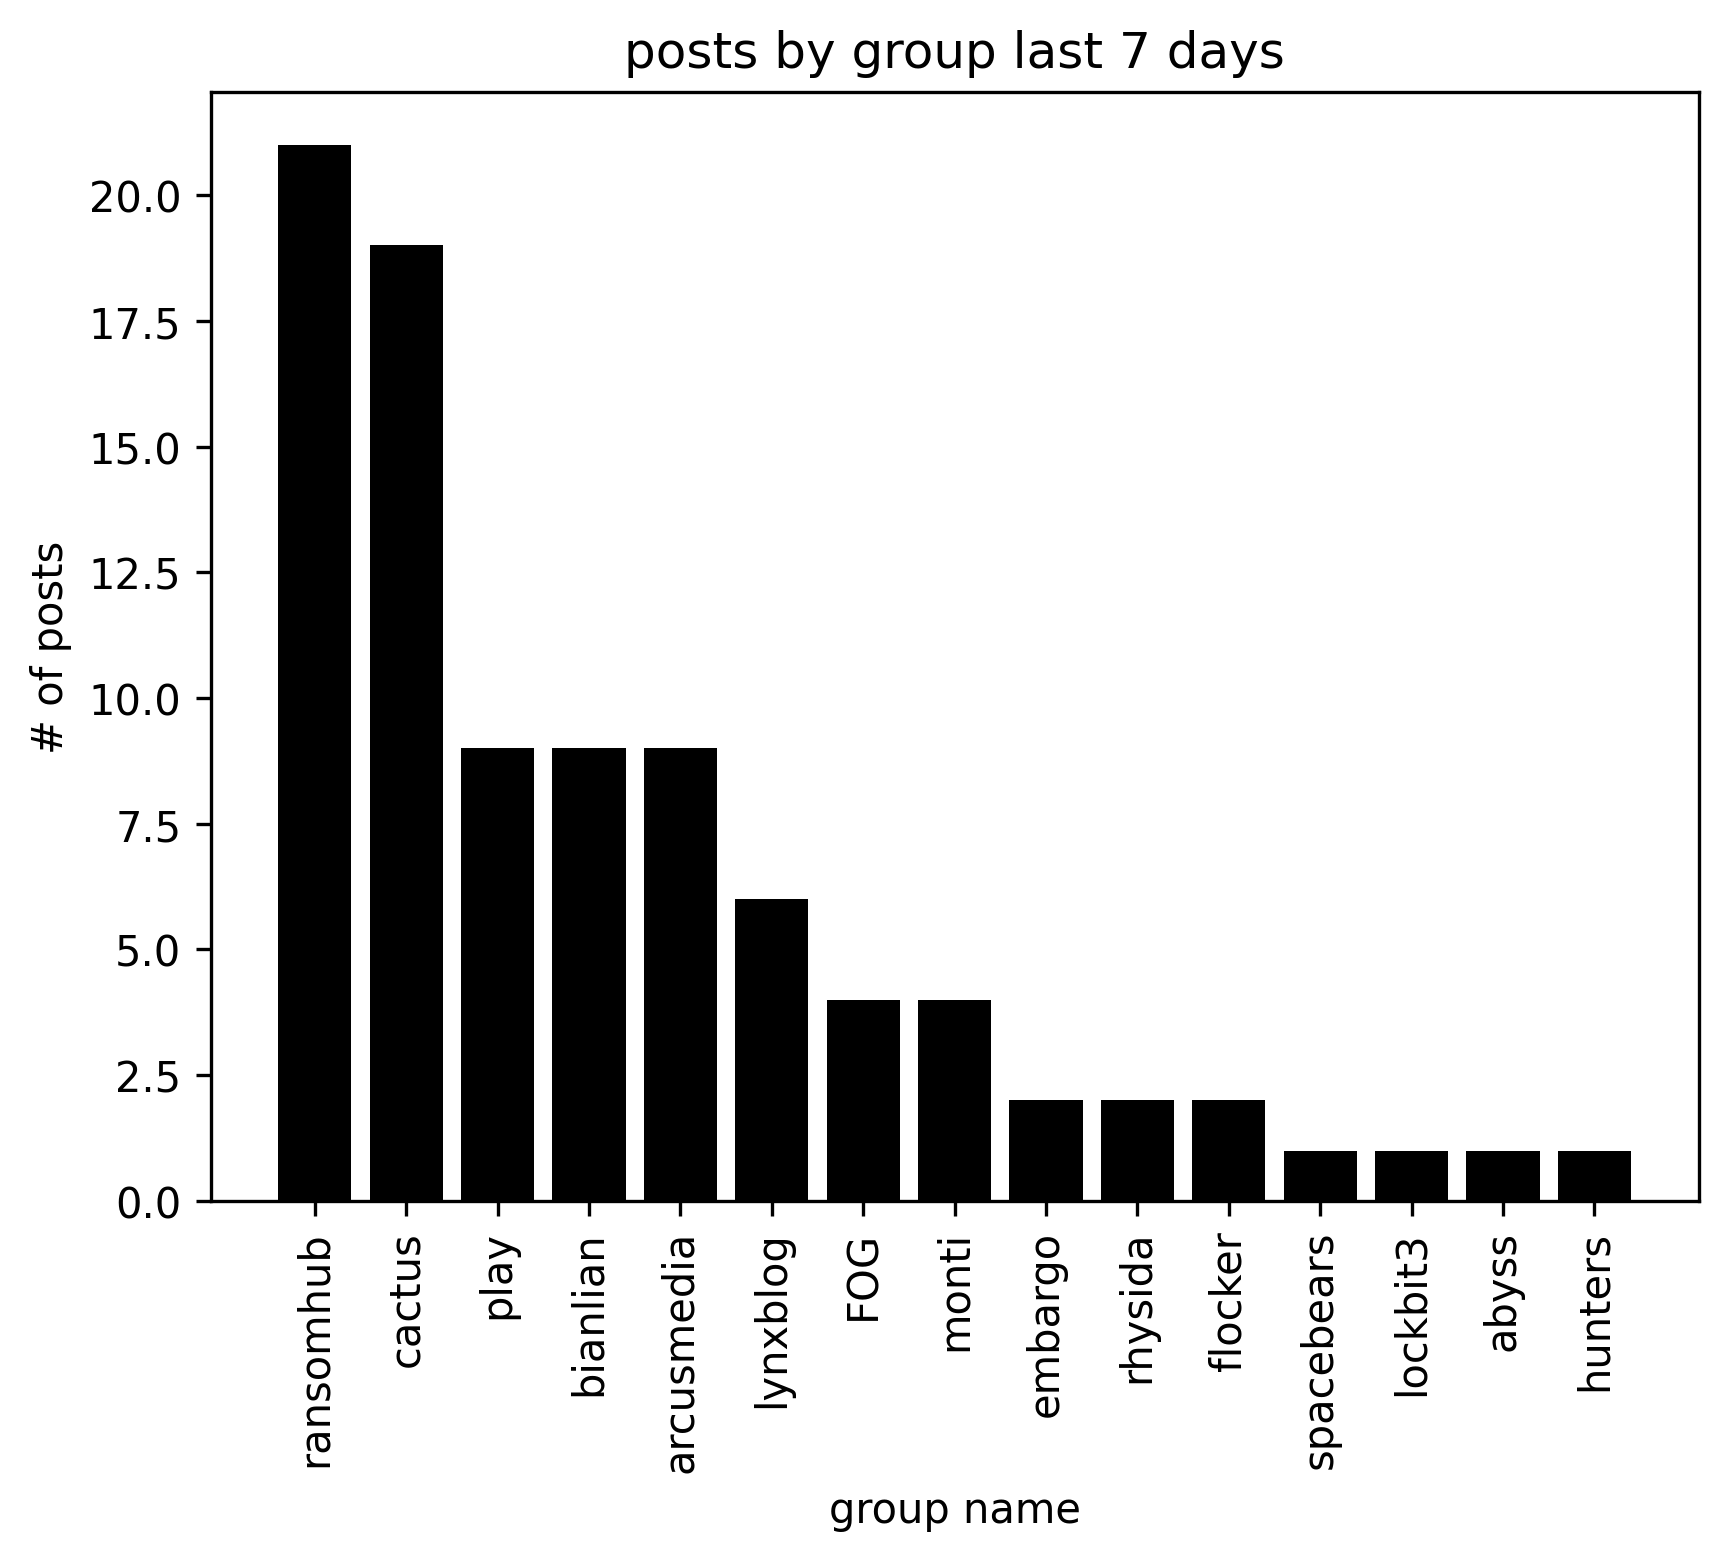 posts by group last 7 days
# of posts
20.0
17.5
15.0
12.5
10.0
7.5
5.0
2.5
0.0
ransomhub
cactus
play
bianlian
arcusmedia
lynxblog
FOG
monti
embargo
rhysida
flocker
spacebears
lockbit3
abyss
hunters
group name